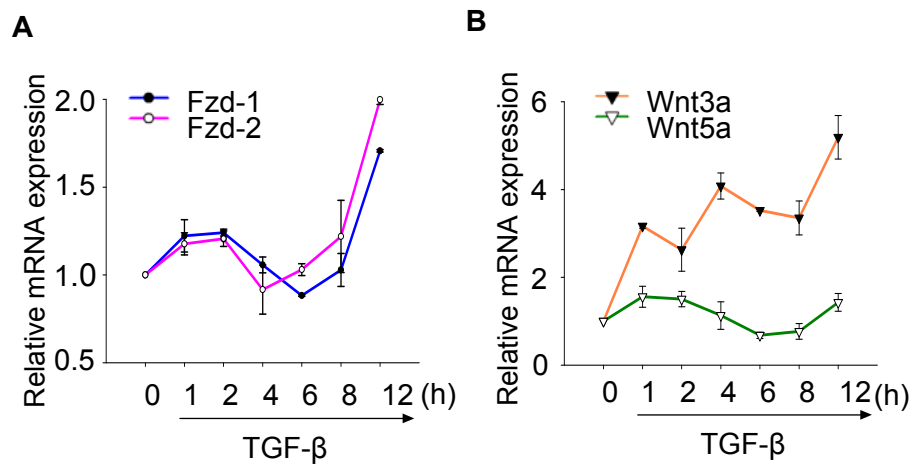 A
Relative mRNA expression
2.0
1.5
1.0
0.5
Fzd-1
Fzd-2
0 1 2 4 6 8 12 (h)
TGF-β
B
Relative mRNA expression
6
4
2
0
Wnt3a
Wnt5a
0 1 2 4 6 8 12 (h)
TGF-β